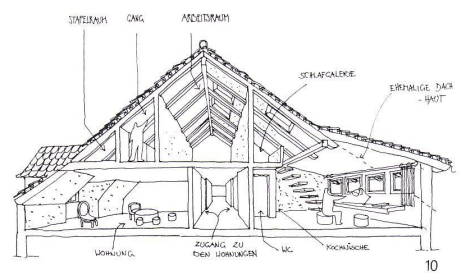 STAPELRAUM GANG ARBEITSRAUM
SCHLAFGALERIE
EHEMALIGE DACH
- HAUT
WOHNUNG
ZUGANG ZU
DEN WOHNUNGEN
WC
KOCHNISCHE
10